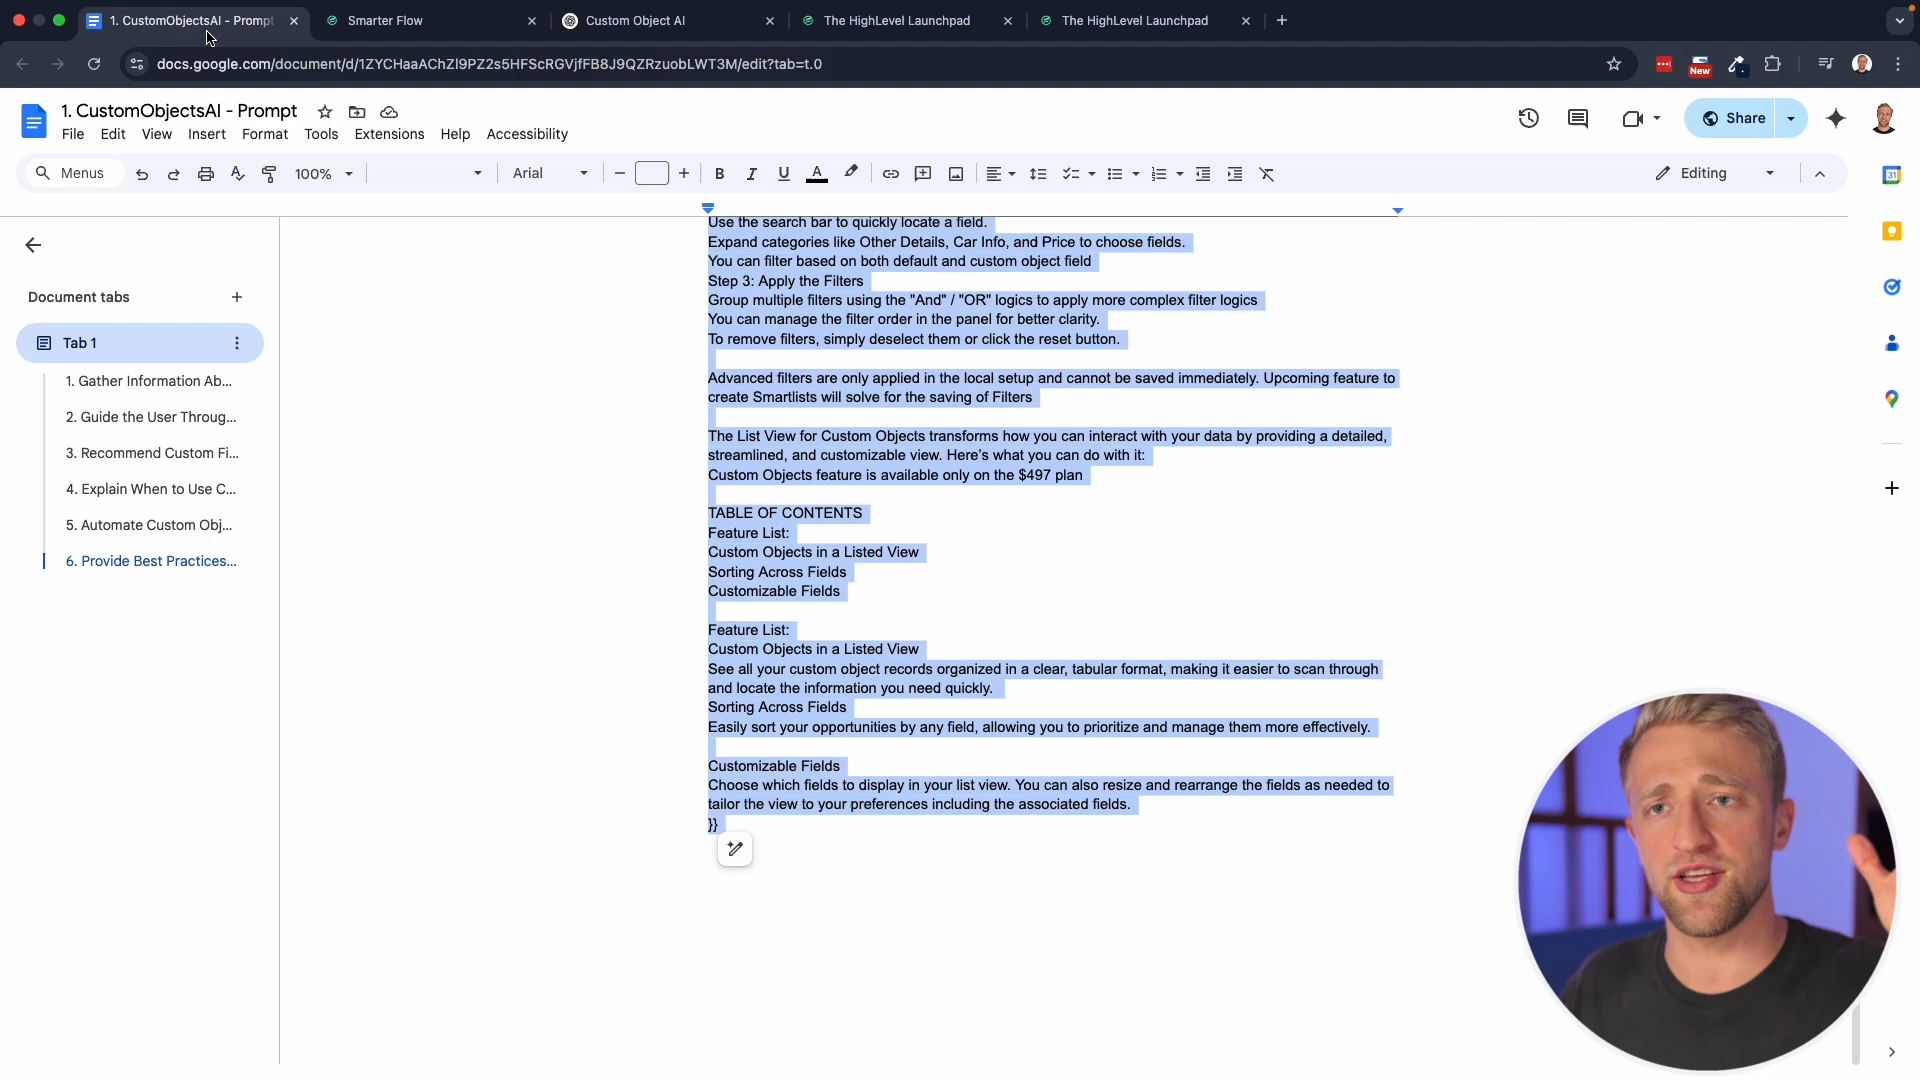 1. CustomObjectsAI - Prompt
Smarter Flow
Custom Object AI
The HighLevel Launchpad
The HighLevel Launchpad
docs.google.com/document/d/1ZYCHaaAChZl9PZ2s5HFScRGVjfFB8J9QZRzuobLWT3M/edit?tab=t.0
New
1. CustomObjectsAI - Prompt
File Edit View Insert Format Tools Extensions Help Accessibility
Share
Menus
100%
Arial
B I U A
Editing
31
Document tabs
Tab 1
1. Gather Information Ab...
2. Guide the User Throug...
3. Recommend Custom Fi...
4. Explain When to Use C...
5. Automate Custom Obj...
6. Provide Best Practices...
Use the search bar to quickly locate a field.
Expand categories like Other Details, Car Info, and Price to choose fields.
You can filter based on both default and custom object field
Step 3: Apply the Filters
Group multiple filters using the "And" / "OR" logics to apply more complex filter logics
You can manage the filter order in the panel for better clarity.
To remove filters, simply deselect them or click the reset button.
Advanced filters are only applied in the local setup and cannot be saved immediately. Upcoming feature to
create Smartlists will solve for the saving of Filters
The List View for Custom Objects transforms how you can interact with your data by providing a detailed,
streamlined, and customizable view. Here's what you can do with it:
Custom Objects feature is available only on the $497 plan
TABLE OF CONTENTS
Feature List:
Custom Objects in a Listed View
Sorting Across Fields
Customizable Fields
Feature List:
Custom Objects in a Listed View
See all your custom object records organized in a clear, tabular format, making it easier to scan through
and locate the information you need quickly.
Sorting Across Fields
Easily sort your opportunities by any field, allowing you to prioritize and manage them more effectively.
Customizable Fields
Choose which fields to display in your list view. You can also resize and rearrange the fields as needed to
tailor the view to your preferences including the associated fields.
}}